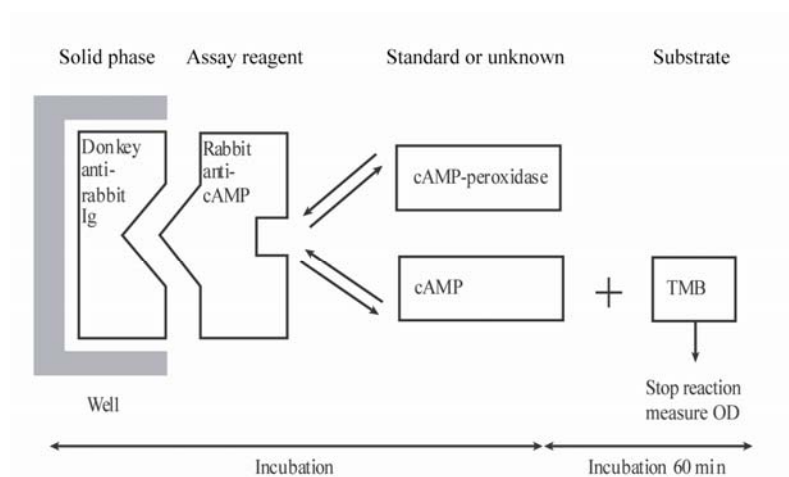 Solid phase
Assay reagent
Standard or unknown
Substrate
Donkey
anti-
rabbit
Ig
Rabbit
anti-
cAMP
cAMP-peroxidase
cAMP
+
TMB
Stop reaction
measure OD
Well
Incubation
Incubation 60 min